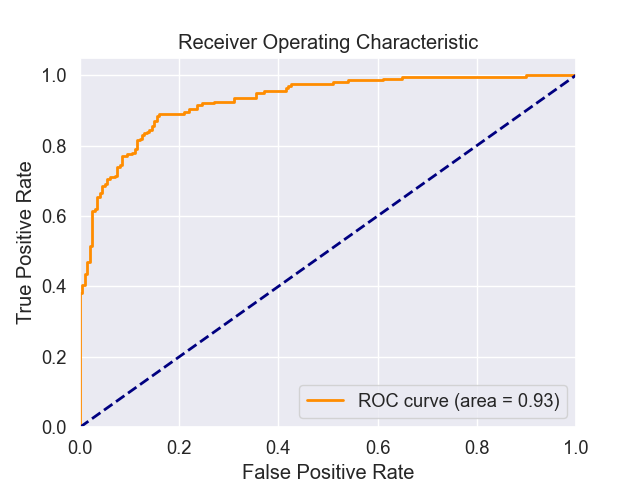 Receiver Operating Characteristic
True Positive Rate
1.0
0.8
0.6
0.4
0.2
0.0
ROC curve (area = 0.93)
0.0 0.2 0.4 0.6 0.8 1.0
False Positive Rate